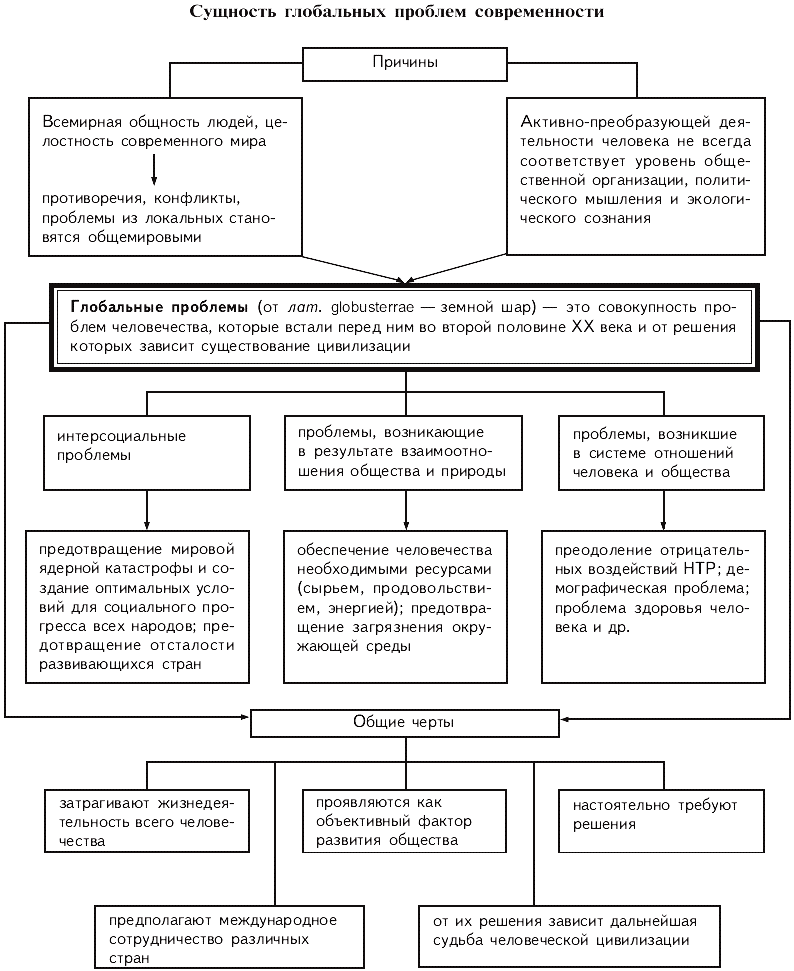 Сущность глобальных проблем современности
Причины
Всемирная общность людей, це-
лостность современного мира
противоречия, конфликты,
проблемы из локальных стано-
вятся общемировыми
Активно-преобразующей дея-
тельности человека не всегда
соответствует уровень обще-
ственной организации, полити-
ческого мышления и экологи-
ческого сознания
Глобальные проблемы (от лат. globusterrae — земной шар) — это совокупность про-
блем человечества, которые встали перед ним во второй половине XX века и от решения
которых зависит существование цивилизации
интерсоциальные
проблемы
проблемы, возникающие
в результате взаимоотно-
шения общества и природы
проблемы, возникшие
в системе отношений
человека и общества
предотвращение мировой
ядерной катастрофы и со-
здание оптимальных усло-
вий для социального про-
гресса всех народов; пре-
дотвращение отсталости
развивающихся стран
обеспечение человечества
необходимыми ресурсами
(сырьем, продовольстви-
ем, энергией); предотвра-
щение загрязнения окру-
жающей среды
преодоление отрицатель-
ных воздействий НТР; де-
мографическая проблема;
проблема здоровья чело-
века и др.
Общие черты
затрагивают жизнедея-
тельность всего челове-
чества
проявляются как
объективный фактор
развития общества
настоятельно требуют
решения
предполагают международное
сотрудничество различных
стран
от их решения зависит дальнейшая
судьба человеческой цивилизации